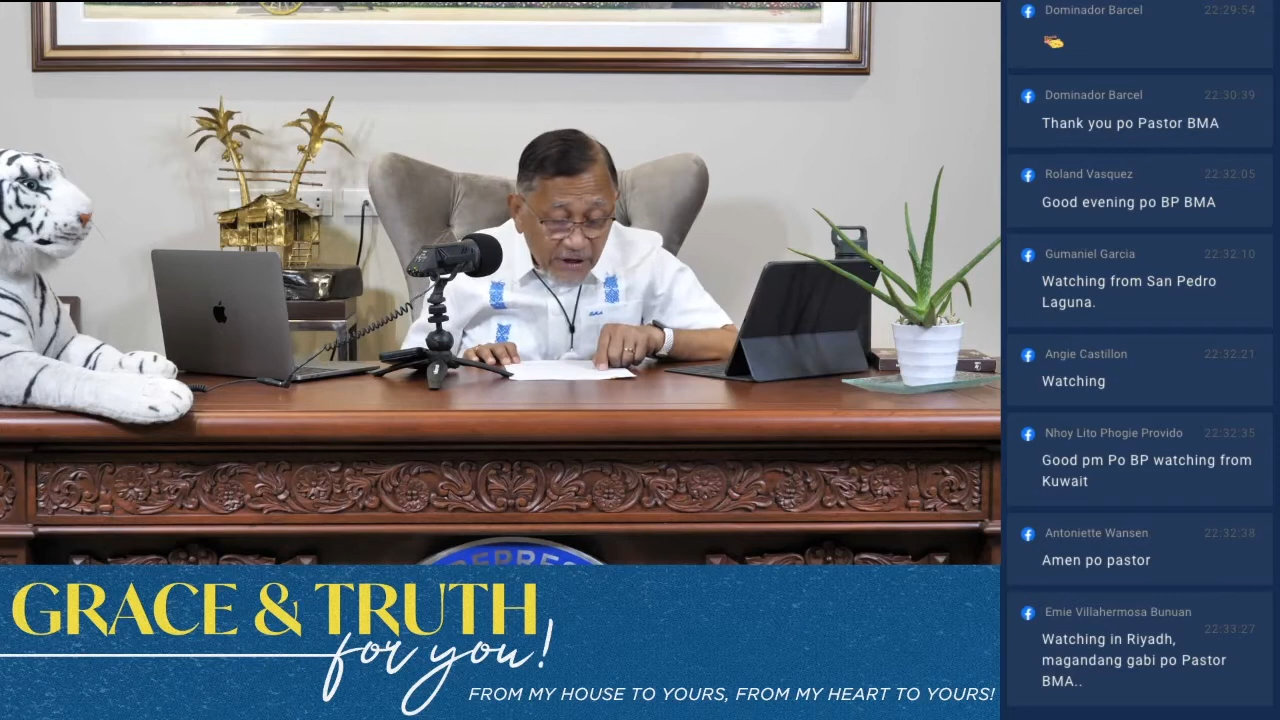 Dominador Barcel 22:29:54
Dominador Barcel 22:30:39
Thank you po Pastor BMA
Roland Vasquez 22:32:05
Good evening po BP BMA
Gumaniel Garcia 22:32:10
Watching from San Pedro
Laguna.
Angie Castillon 22:32:21
Watching
Nhoy Lito Phogie Provido 22:32:35
Good pm Po BP watching from
Kuwait
Antoniette Wansen 22:32:38
Amen po pastor
Emie Villahermosa Bunuan
22:33:27
Watching in Riyadh,
magandang gabi po Pastor
BMA..
GRACE & TRUTH
for you!
FROM MY HOUSE TO YOURS, FROM MY HEART TO YOURS!